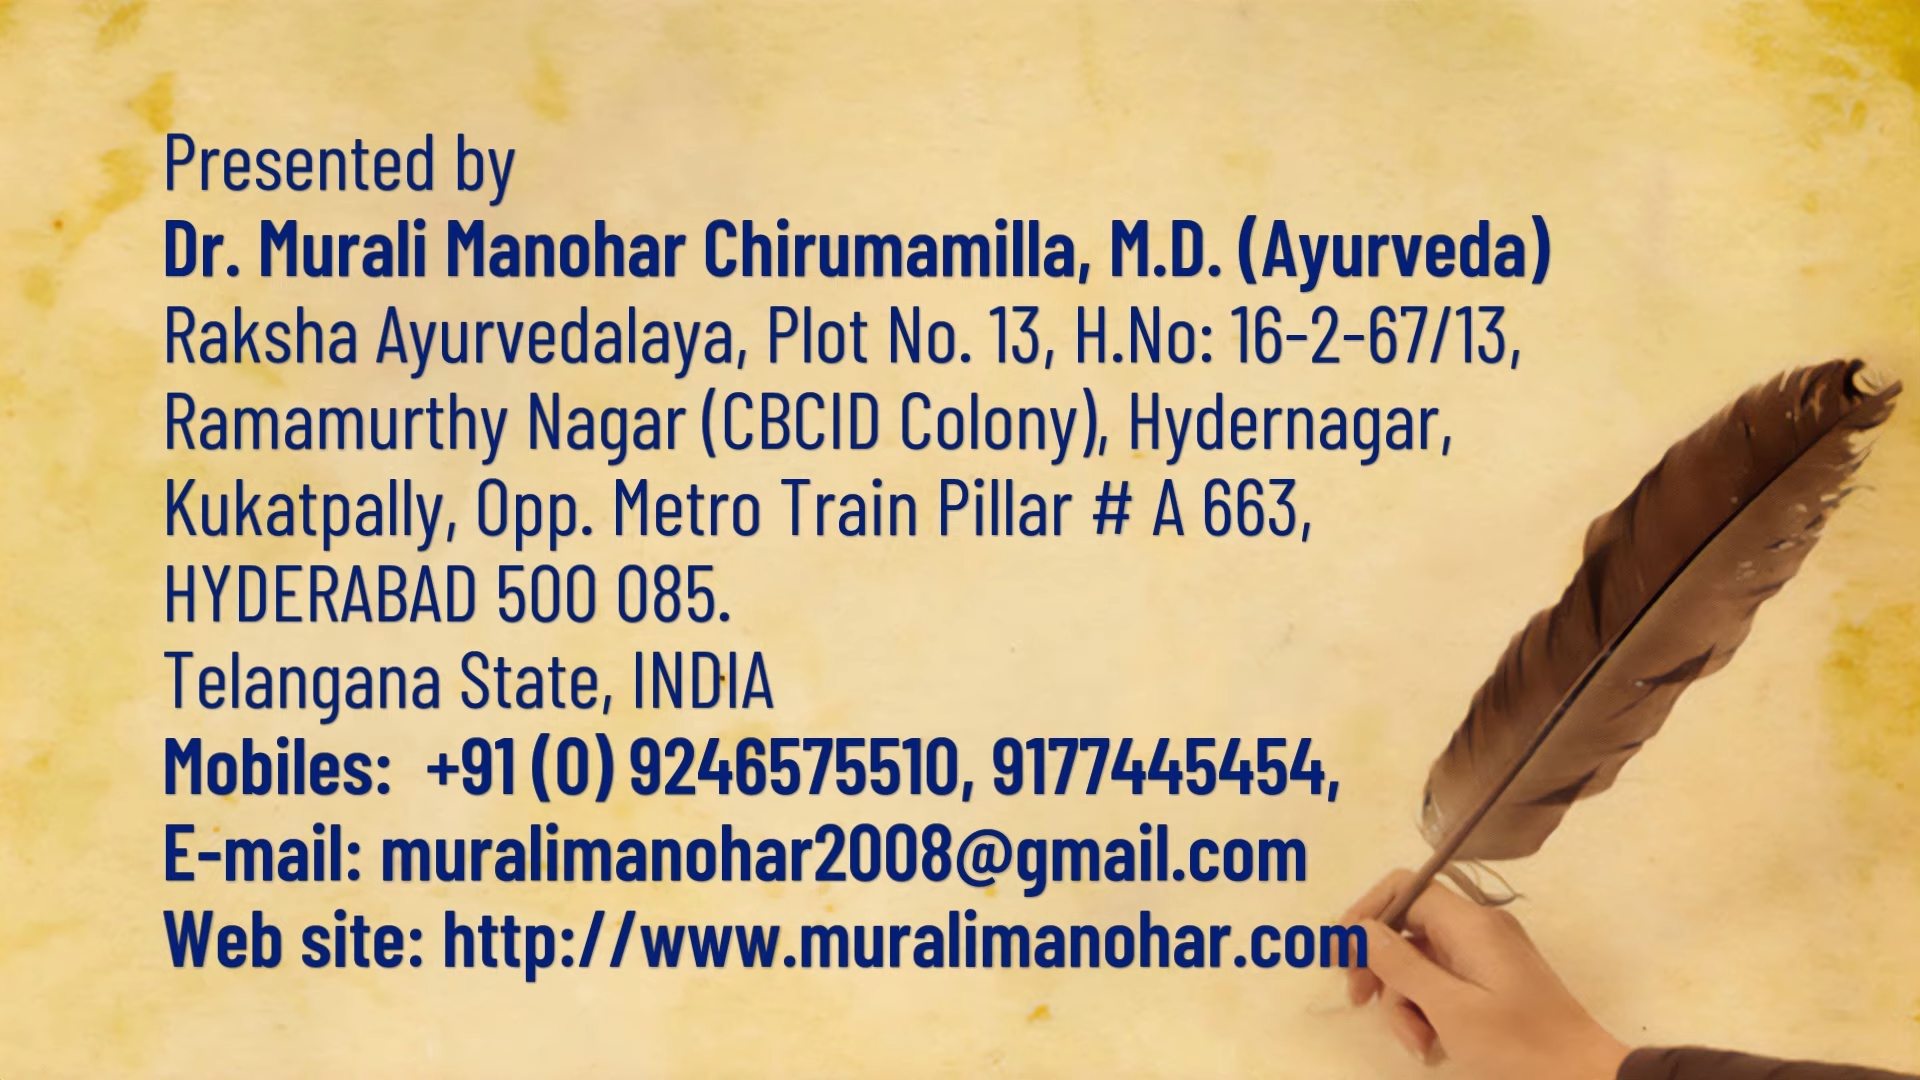 Presented by
Dr. Murali Manohar Chirumamilla, M.D. (Ayurveda)
Raksha Ayurvedalaya, Plot No. 13, H.No: 16-2-67/13,
Ramamurthy Nagar (CBCID Colony), Hydernagar,
Kukatpally, Opp. Metro Train Pillar # A 663,
HYDERABAD 500 085.
Telangana State, INDIA
Mobiles:  +91 (0) 9246575510, 9177445454,
E-mail: muralimanohar2008@gmail.com
Web site: http://www.muralimanohar.com